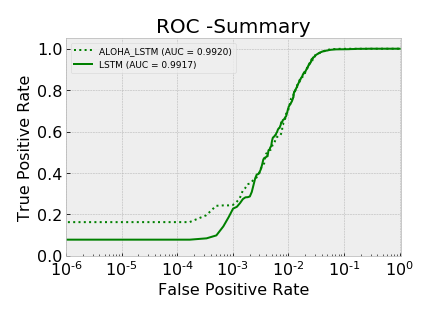 ROC -Summary
ALOHA_LSTM (AUC = 0.9920)
LSTM (AUC = 0.9917)
True Positive Rate
1.0
0.8
0.6
0.4
0.2
0.0
10^-6 10^-5 10^-4 10^-3 10^-2 10^-1 10^0
False Positive Rate